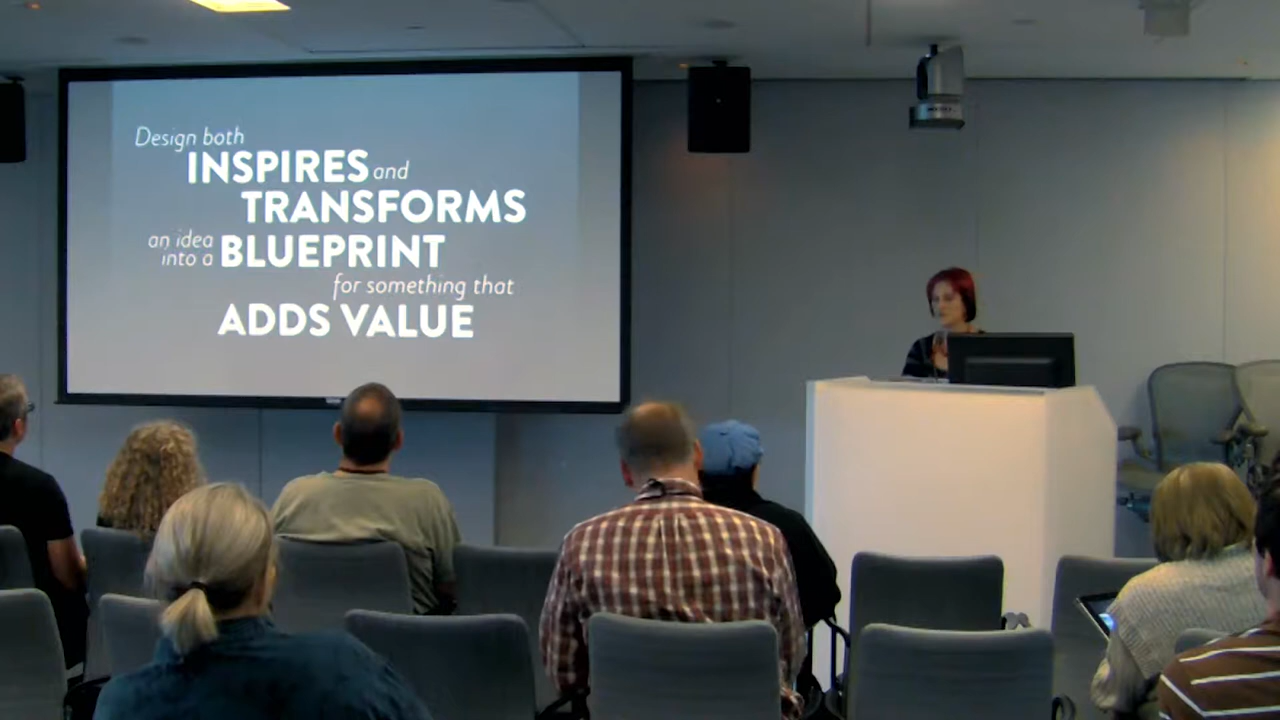 Design both
INSPIRES and
TRANSFORMS
an idea
into a BLUEPRINT
for something that
ADDS VALUE